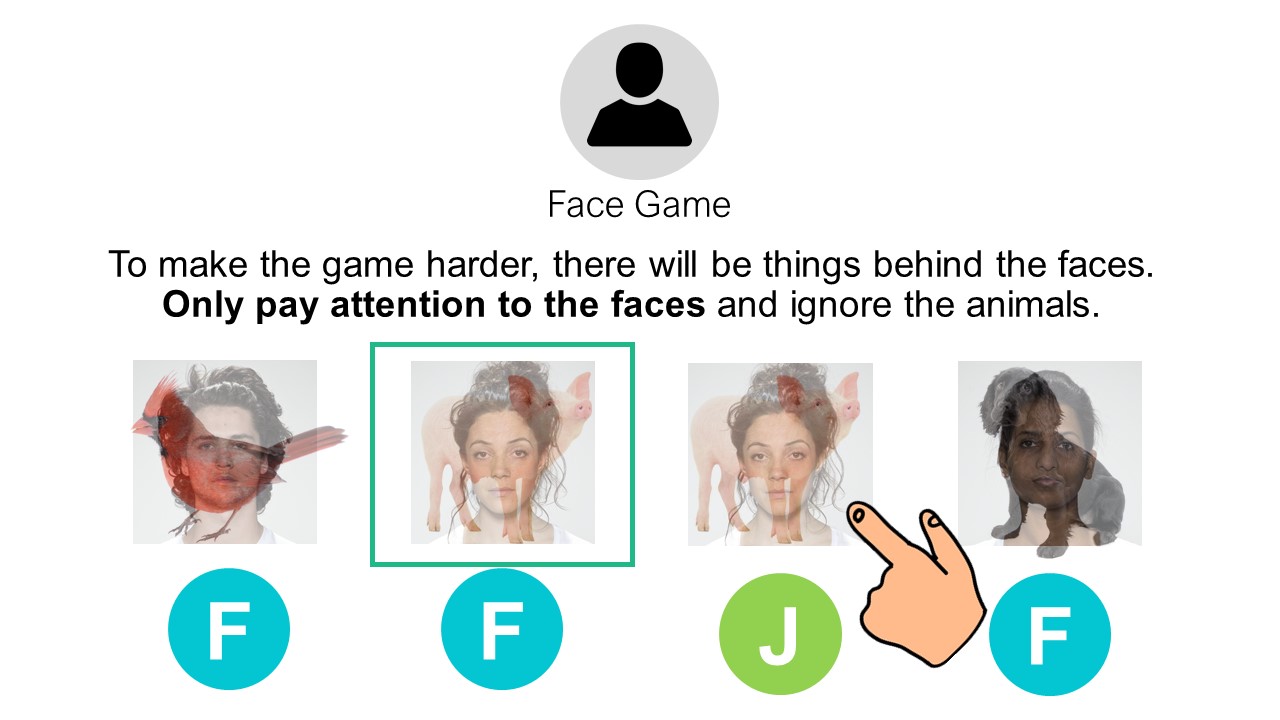 Face Game
To make the game harder, there will be things behind the faces.
Only pay attention to the faces and ignore the animals.
F
F
J
F